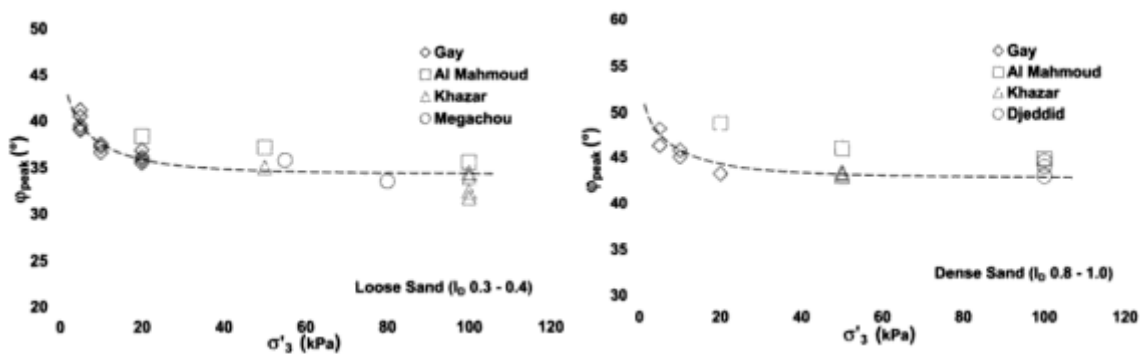 50
45
40
35
30
25
20
φpeak (°)
Gay
Al Mahmoud
Khazar
Megachou
Loose Sand (ID 0.3 - 0.4)
0 20 40 60 80 100 120
σ'3 (kPa)
60
55
50
45
40
35
30
φpeak (°)
Gay
Al Mahmoud
Khazar
Djeddid
Dense Sand (ID 0.8 - 1.0)
0 20 40 60 80 100 120
σ'3 (kPa)